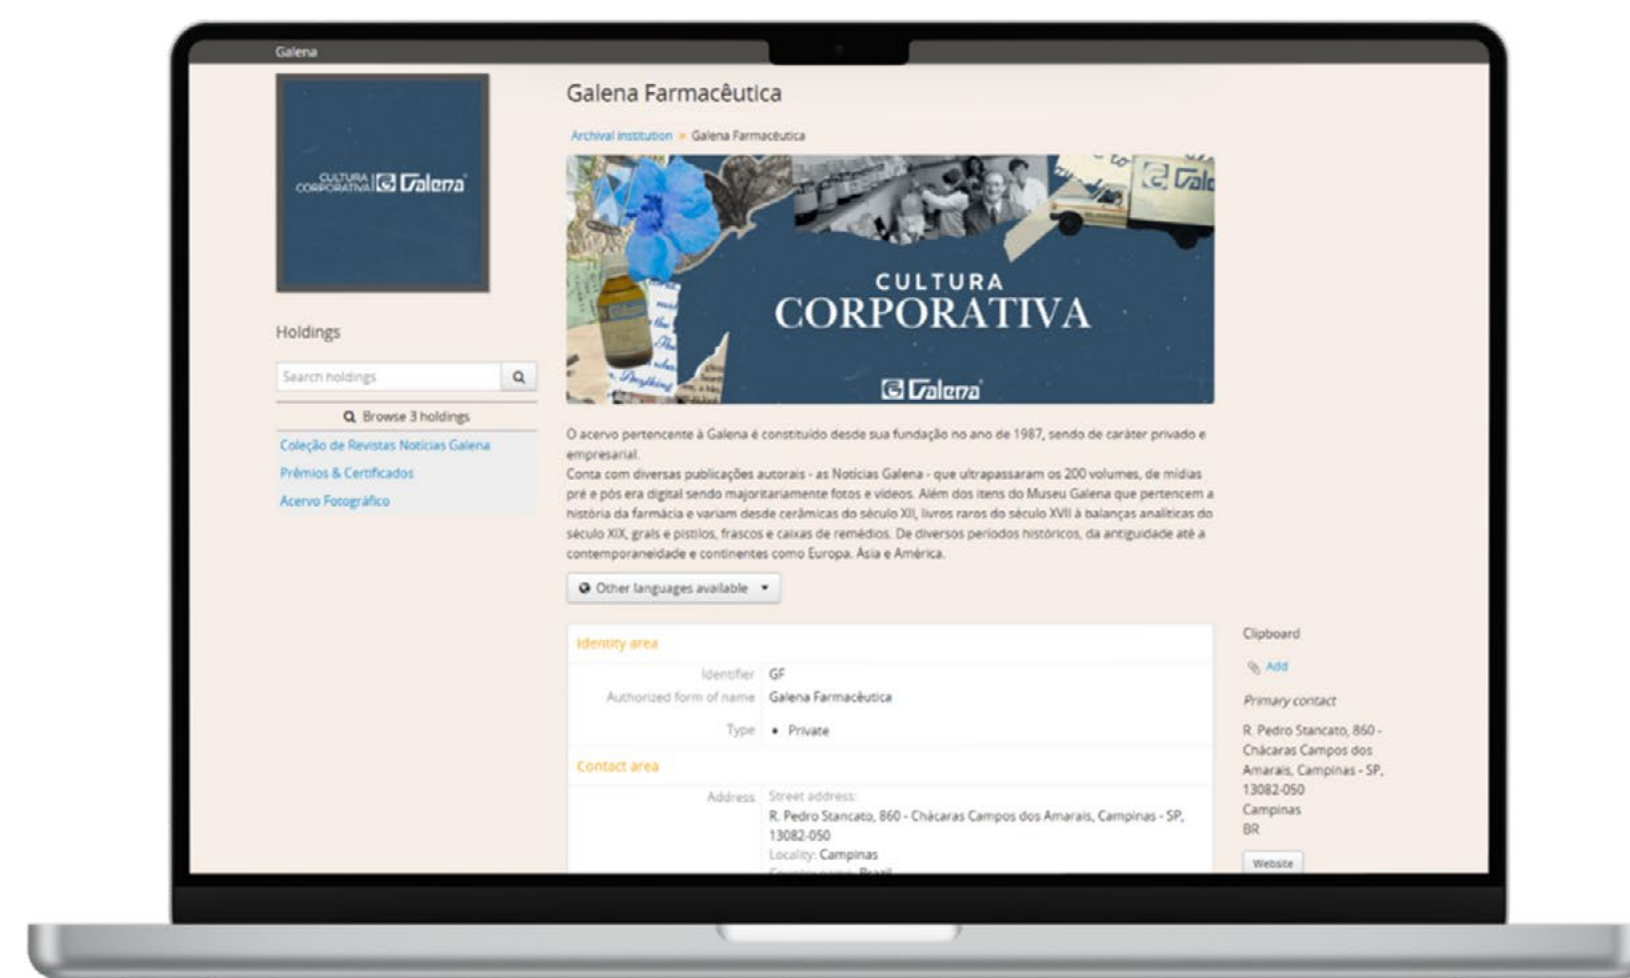 Galena
CULTURA
CORPORATIVA
Galena
Holdings
Search holdings
Browse 3 holdings
Coleção de Revistas Notícias Galena
Prêmios & Certificados
Acervo Fotográfico
Galena Farmacêutica
Archival institution » Galena Farmacêutica
to
CULTURA
CORPORATIVA
Galena
the
The
Anything
O acervo pertencente à Galena é constituído desde sua fundação no ano de 1987, sendo de caráter privado e
empresarial.
Conta com diversas publicações autorais - as Notícias Galena - que ultrapassaram os 200 volumes, de mídias
pré e pós era digital sendo majoritariamente fotos e vídeos. Além dos itens do Museu Galena que pertencem a
história da farmácia e variam desde cerâmicas do século XII, livros raros do século XVII à balanças analíticas do
século XIX, grals e pistilos, frascos e caixas de remédios. De diversos períodos históricos, da antiguidade até a
contemporaneidade e continentes como Europa. Ásia e América.
Other languages available
Identity area
Identifier GF
Authorized form of name Galena Farmacêutica
Type • Private
Contact area
Address Street address:
R. Pedro Stancato, 860 - Chácaras Campos dos Amarais, Campinas - SP,
13082-050
Locality: Campinas
Country name: Brazil
Clipboard
Add
Primary contact
R. Pedro Stancato, 860 -
Chácaras Campos dos
Amarais, Campinas - SP,
13082-050
Campinas
BR
Website